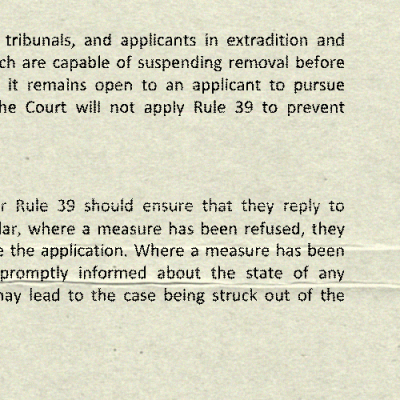 tribunals, and applicants in extradition and
ch are capable of suspending removal before
it remains open to an applicant to pursue
he Court will not apply Rule 39 to prevent
r Rule 39 should ensure that they reply to
lar, where a measure has been refused, they
e the application. Where a measure has been
promptly informed about the state of any
may lead to the case being struck out of the